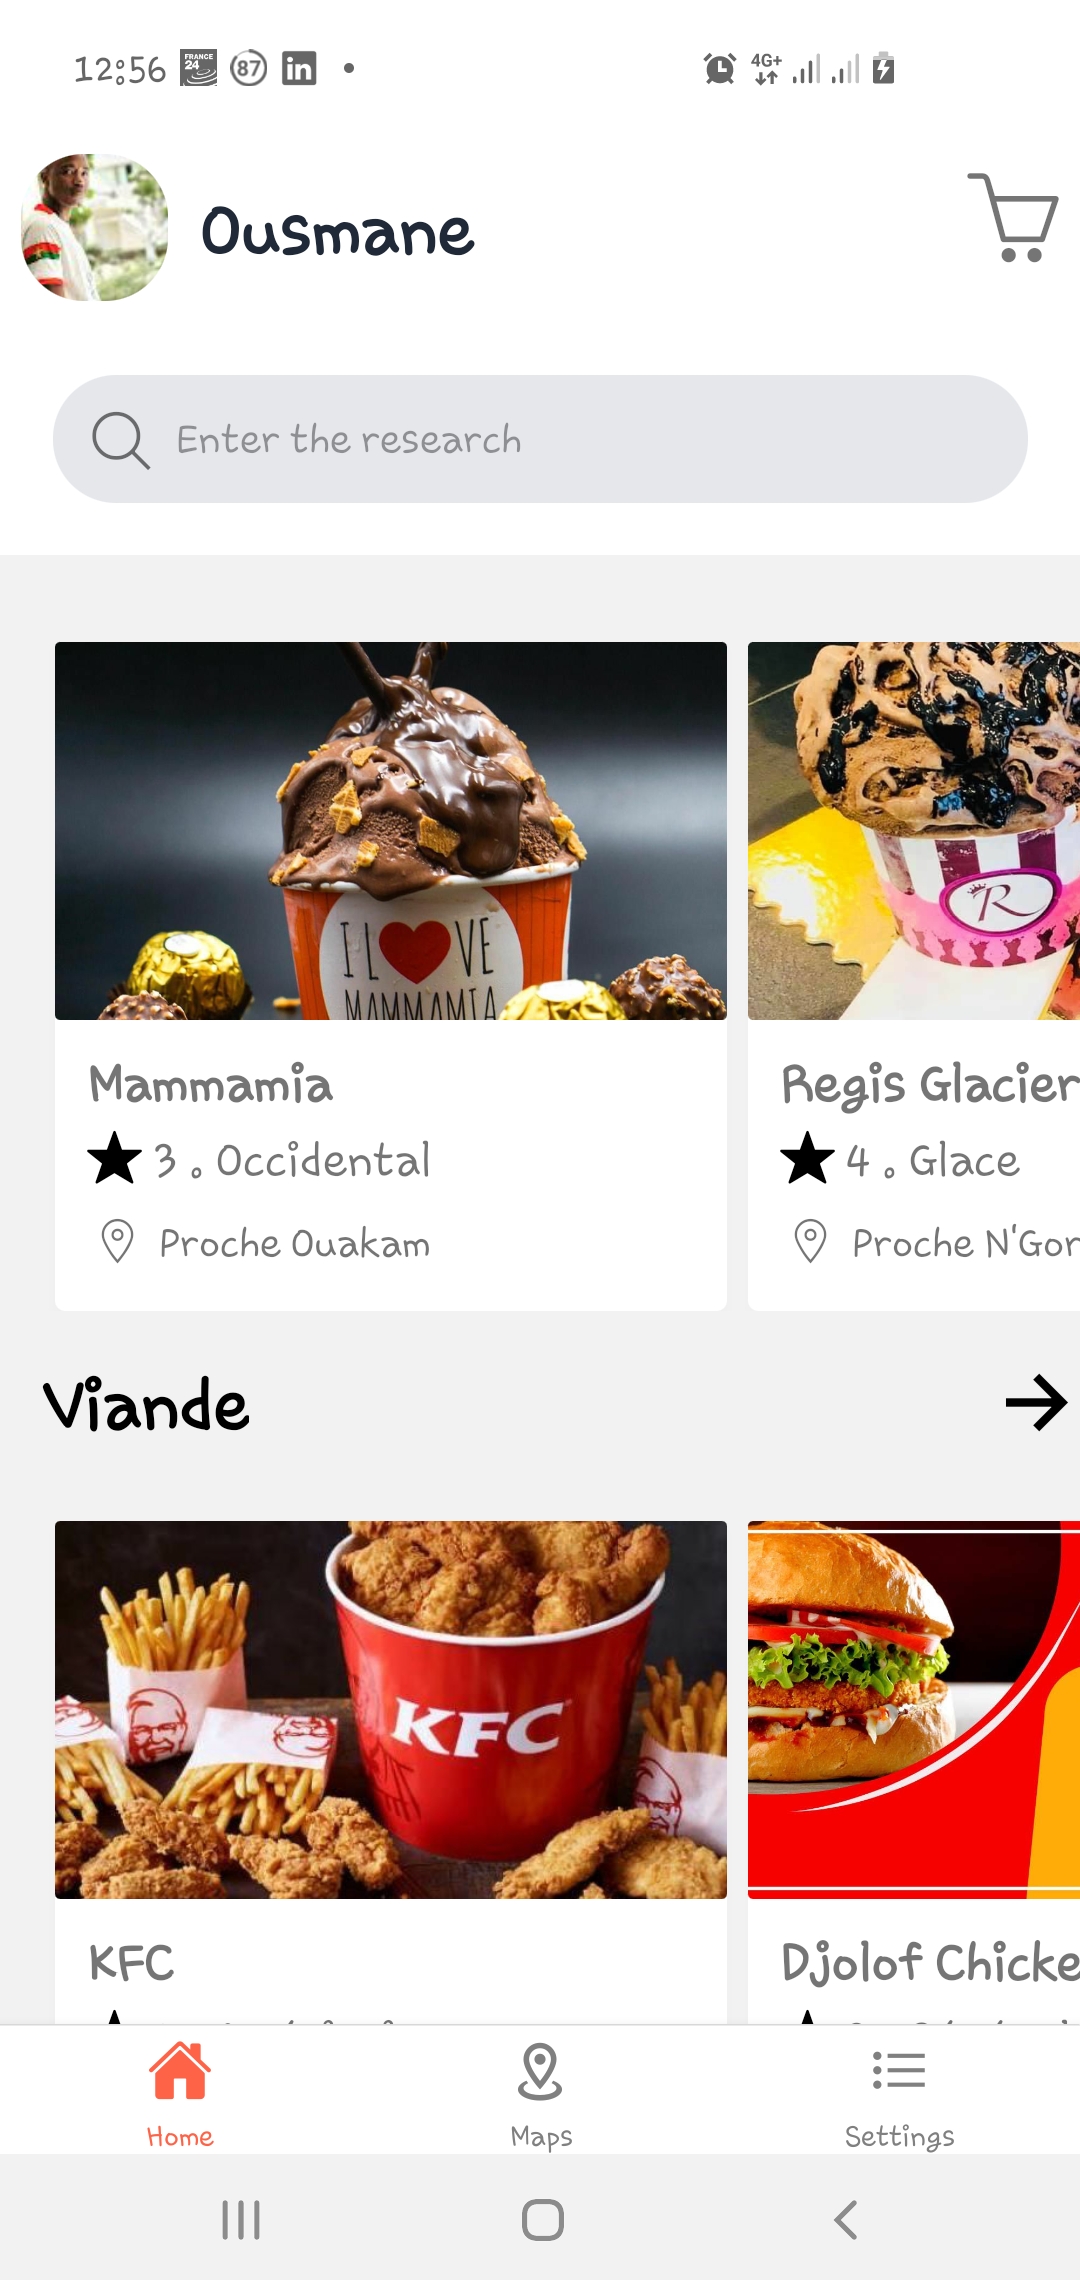 12:56 FRANCE 24 87 in 4G+
Ousmane
Enter the research
I L VE
MAMMAMIA
R
Mammamia
Regis Glacier
3 . Occidental
4 . Glace
Proche Ouakam
Proche N'Gor
Viande
KFC
KFC
Djolof Chicke
Home
Maps
Settings